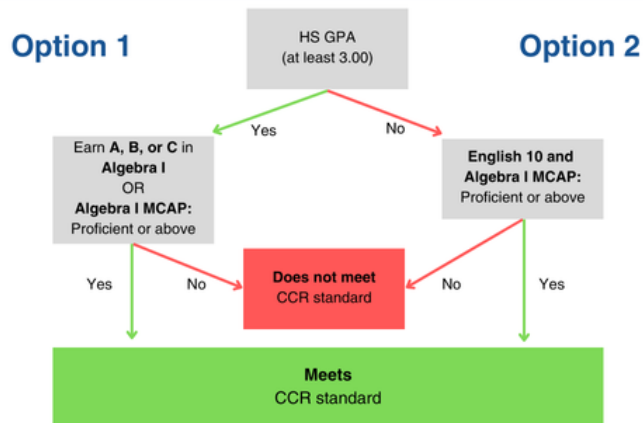 Option 1
HS GPA
(at least 3.00)
Option 2
Yes
No
Earn A, B, or C in
Algebra I
OR
Algebra I MCAP:
Proficient or above
English 10 and
Algebra I MCAP:
Proficient or above
Yes
No
Does not meet
CCR standard
No
Yes
Meets
CCR standard